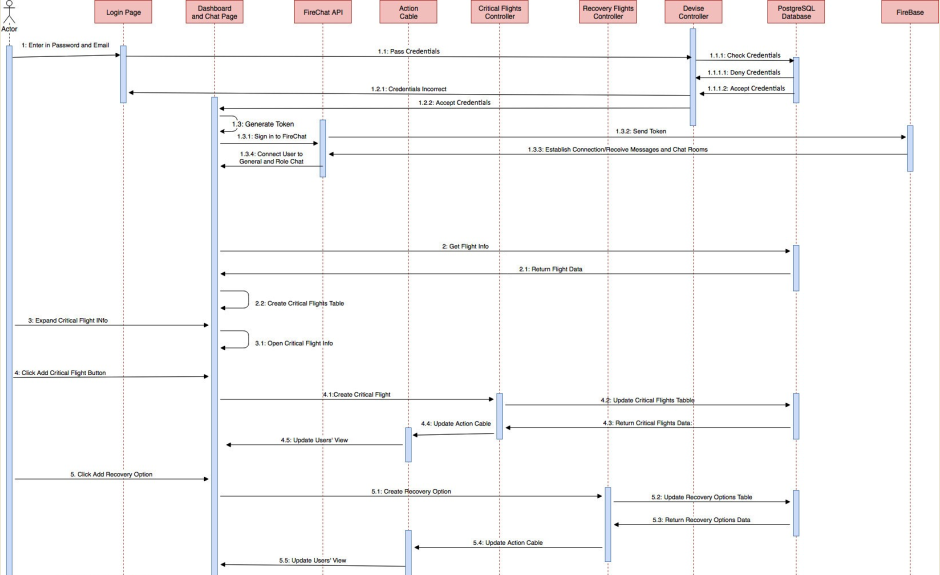 Login Page
Dashboard
and Chat Page
FireChat API
Action
Cable
Critical Flights
Controller
Recovery Flights
Controller
Devise
Controller
PostgreSQL
Database
FireBase
Actor
1: Enter in Password and Email
1.1: Pass Credentials
1.1.1: Check Credentials
1.1.1.1: Deny Credentials
1.2.1: Credentials Incorrect
1.1.1.2: Accept Credentials
1.2.2: Accept Credentials
1.3: Generate Token
1.3.1: Sign in to FireChat
1.3.2: Send Token
1.3.4: Connect User to
General and Role Chat
1.3.3: Establish Connection/Receive Messages and Chat Rooms
2: Get Flight Info
2.1: Return Flight Data
2.2: Create Critical Flights Table
3: Expand Critical Flight INfo
3.1: Open Critical Flight Info
4: Click Add Critical Flight Button
4.1:Create Critical Flight
4.2: Update Critical Flights Tabble
4.4: Update Action Cable
4.3: Return Critical Flights Data:
4.5: Update Users' View
5. Click Add Recovery Option
5.1: Create Recovery Option
5.2: Update Recovery Options Table
5.3: Return Recovery Options Data
5.4: Update Action Cable
5.5: Update Users' View